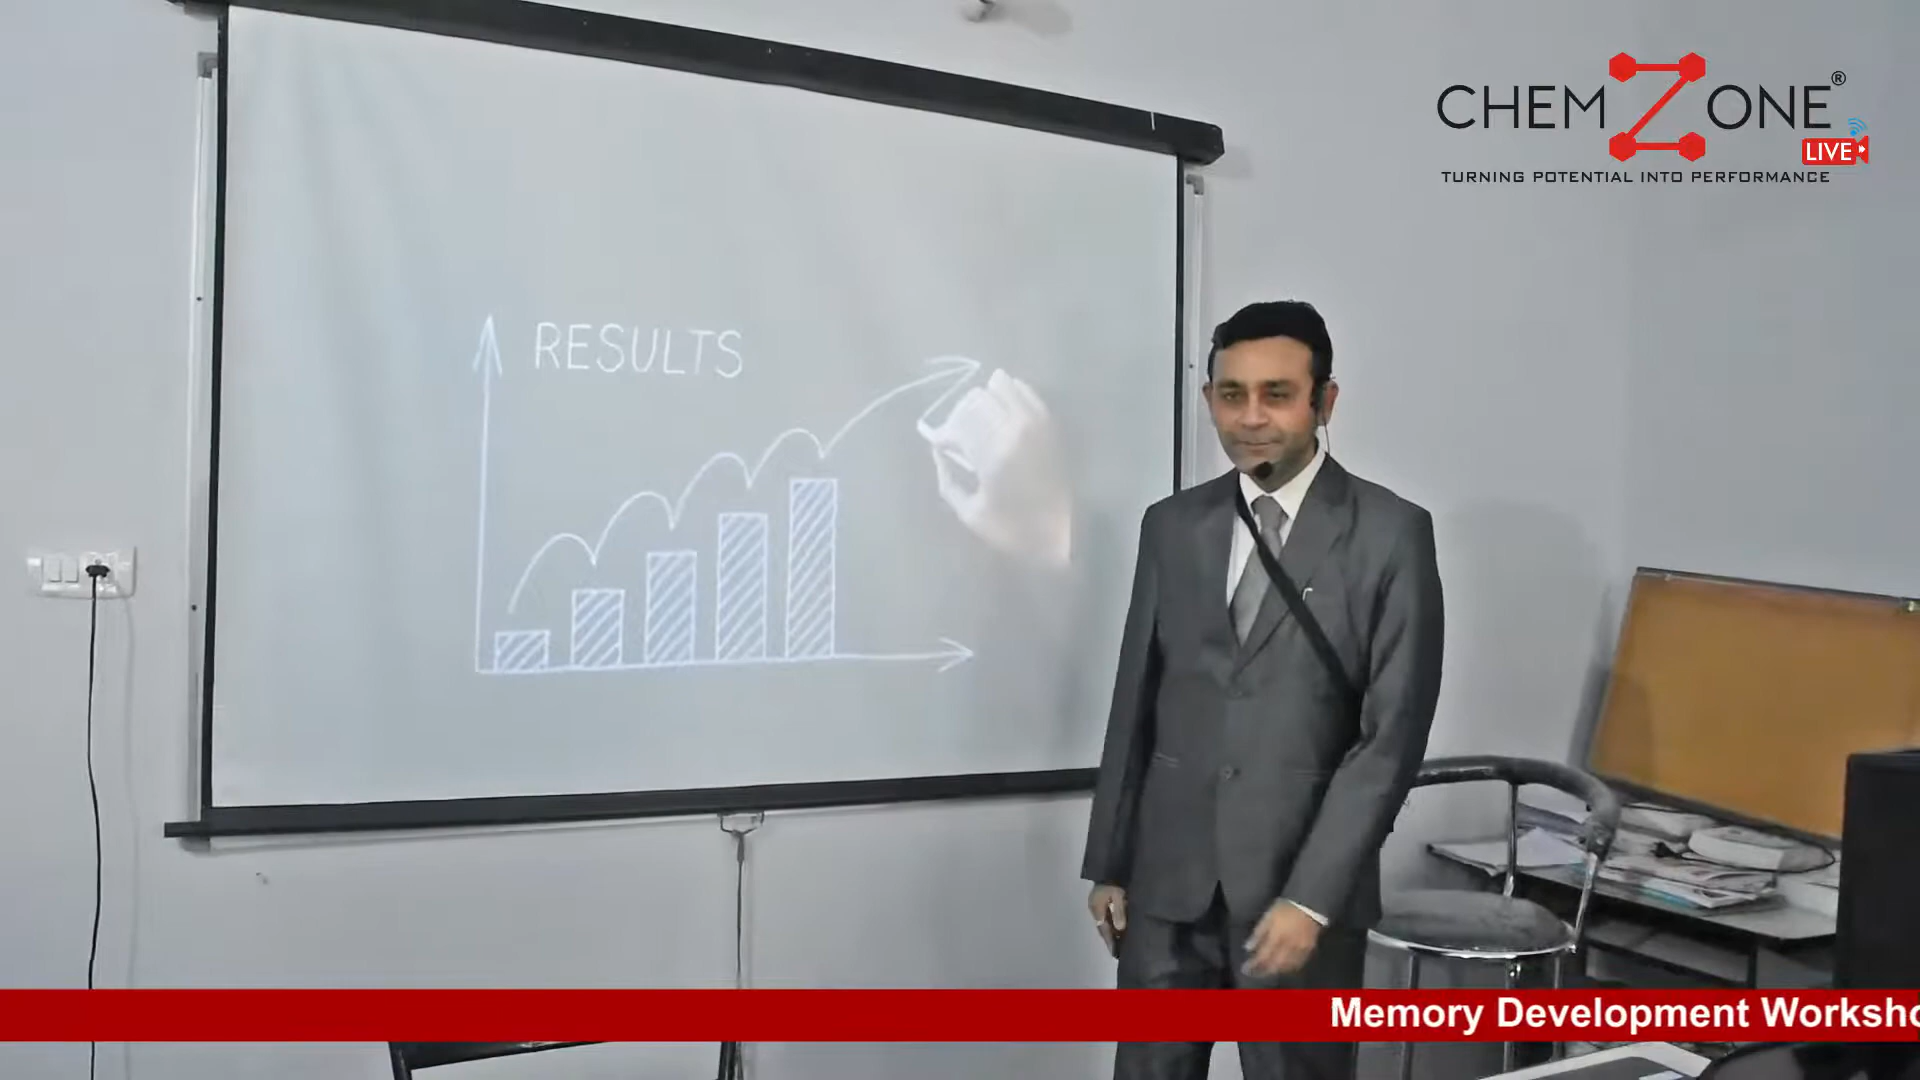 CHEMZONE®
LIVE
TURNING POTENTIAL INTO PERFORMANCE
RESULTS
Memory Development Worksho